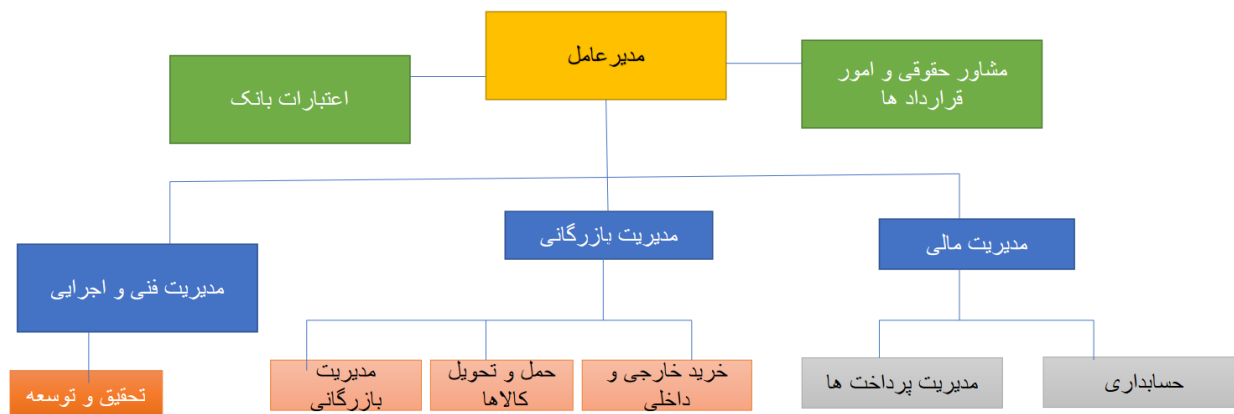 مدیرعامل
مشاور حقوقی و امور
قرارداد ها
اعتبارات بانک
مدیریت مالی
مدیریت بازرگانی
مدیریت فنی و اجرایی
حسابداری
مدیریت پرداخت ها
خرید خارجی و
داخلی
حمل و تحویل
کالاها
مدیریت
بازرگانی
تحقیق و توسعه